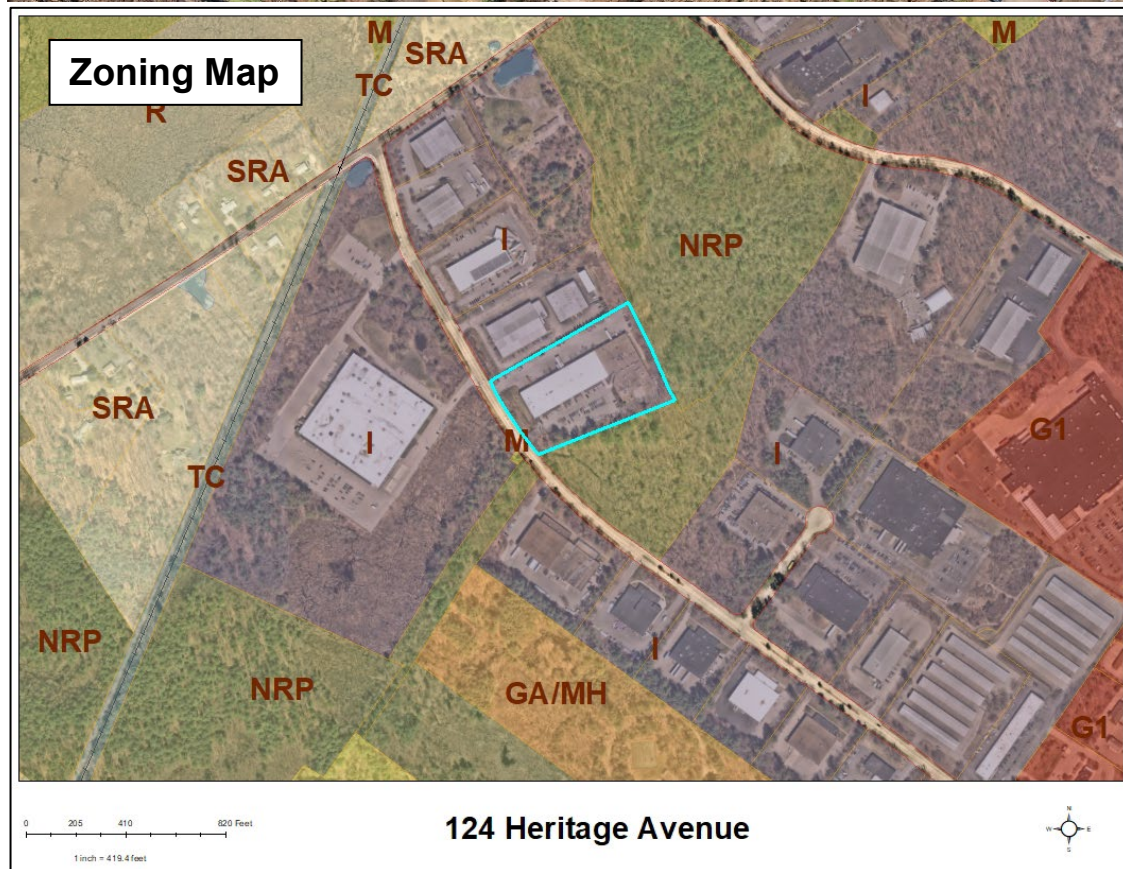 Zoning Map
M
SRA
TC
R
SRA
M
I
NRP
I
SRA
I
M
TC
I
G1
NRP
NRP
GA/MH
I
G1
0 205 410 820 Feet
1 inch = 419.4 feet
124 Heritage Avenue
N
W E
S